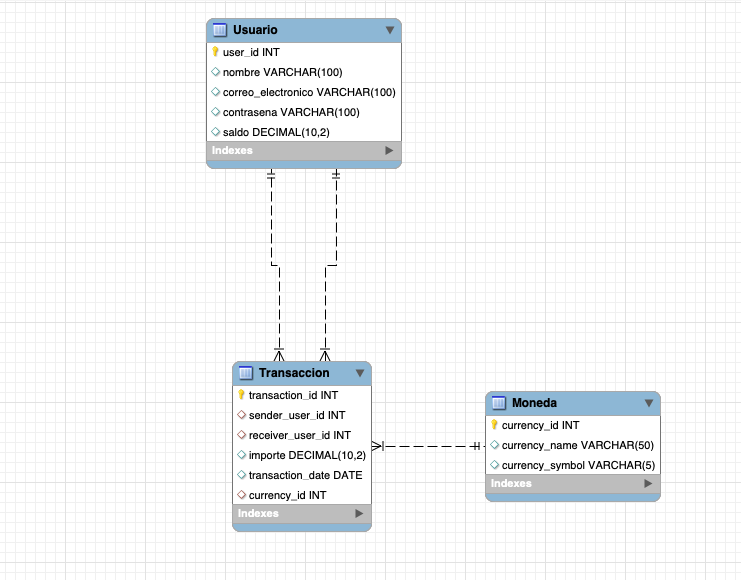 Usuario
user_id INT
nombre VARCHAR(100)
correo_electronico VARCHAR(100)
contrasena VARCHAR(100)
saldo DECIMAL(10,2)
Indexes
Transaccion
transaction_id INT
sender_user_id INT
receiver_user_id INT
importe DECIMAL(10,2)
transaction_date DATE
currency_id INT
Indexes
Moneda
currency_id INT
currency_name VARCHAR(50)
currency_symbol VARCHAR(5)
Indexes